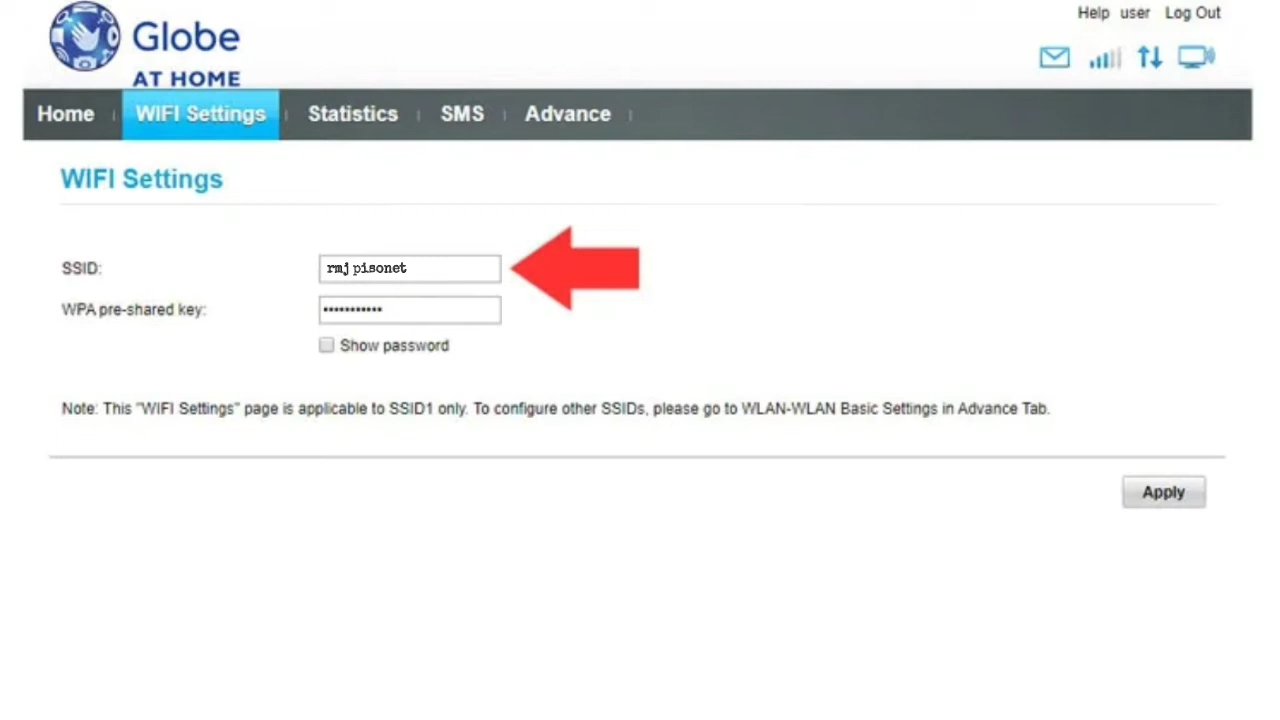 Help user Log Out
Globe
AT HOME
Home WIFI Settings Statistics SMS Advance
WIFI Settings
SSID: rmj pisonet
WPA pre-shared key: •••••••••••
Show password
Note: This "WIFI Settings" page is applicable to SSID1 only. To configure other SSIDs, please go to WLAN-WLAN Basic Settings in Advance Tab.
Apply